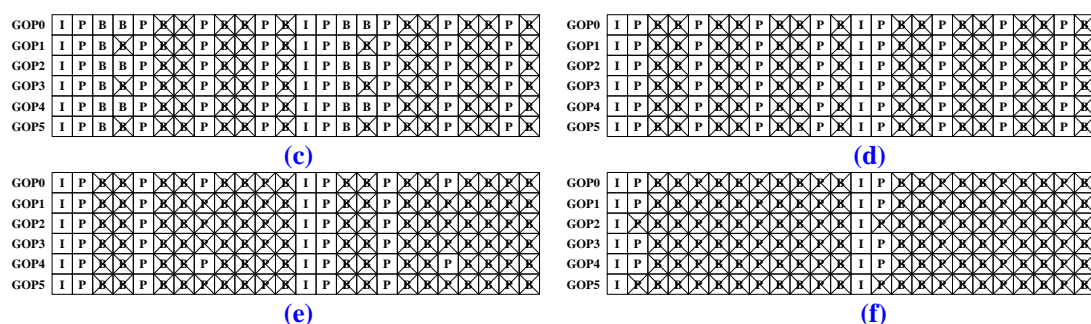 GOP0 I P B B P B B P B B P B I P B B P B B P B B P B
GOP1 I P B B P B B P B B P B I P B B P B B P B B P B
GOP2 I P B B P B B P B B P B I P B B P B B P B B P B
GOP3 I P B B P B B P B B P B I P B B P B B P B B P B
GOP4 I P B B P B B P B B P B I P B B P B B P B B P B
GOP5 I P B B P B B P B B P B I P B B P B B P B B P B
(c)
GOP0 I P B B P B B P B B P B I P B B P B B P B B P B
GOP1 I P B B P B B P B B P B I P B B P B B P B B P B
GOP2 I P B B P B B P B B P B I P B B P B B P B B P B
GOP3 I P B B P B B P B B P B I P B B P B B P B B P B
GOP4 I P B B P B B P B B P B I P B B P B B P B B P B
GOP5 I P B B P B B P B B P B I P B B P B B P B B P B
(d)
GOP0 I P B B P B B P B B P B I P B B P B B P B B P B
GOP1 I P B B P B B P B B P B I P B B P B B P B B P B
GOP2 I P B B P B B P B B P B I P B B P B B P B B P B
GOP3 I P B B P B B P B B P B I P B B P B B P B B P B
GOP4 I P B B P B B P B B P B I P B B P B B P B B P B
GOP5 I P B B P B B P B B P B I P B B P B B P B B P B
(e)
GOP0 I P B B P B B P B B P B I P B B P B B P B B P B
GOP1 I P B B P B B P B B P B I P B B P B B P B B P B
GOP2 I P B B P B B P B B P B I P B B P B B P B B P B
GOP3 I P B B P B B P B B P B I P B B P B B P B B P B
GOP4 I P B B P B B P B B P B I P B B P B B P B B P B
GOP5 I P B B P B B P B B P B I P B B P B B P B B P B
(f)